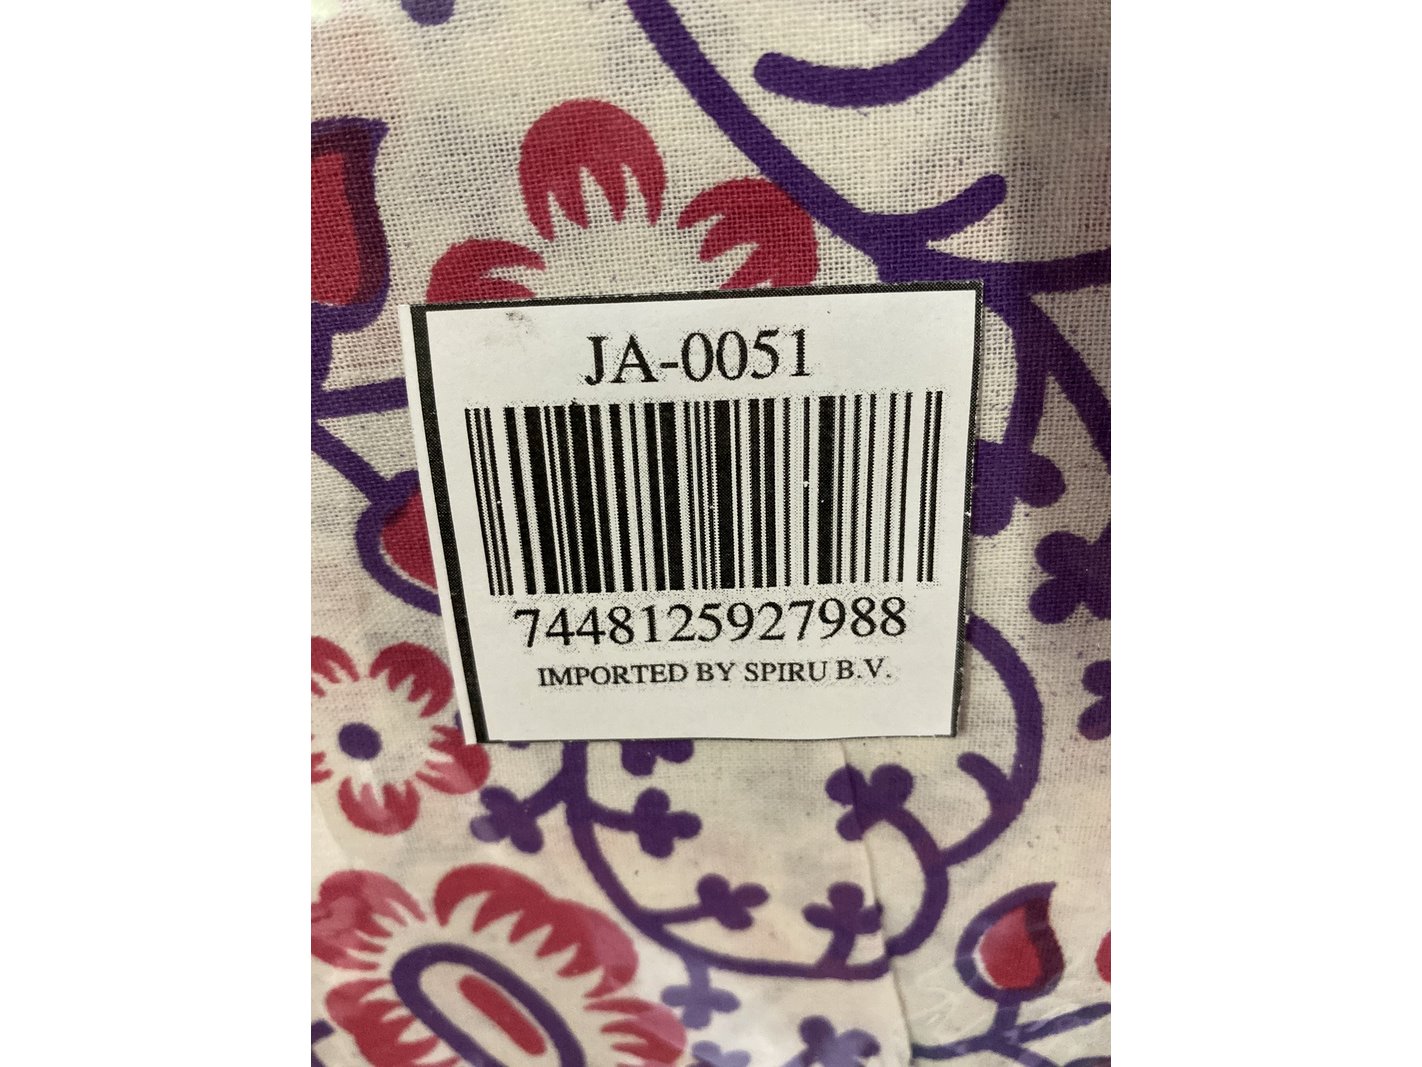 JA-0051
7448125927988
IMPORTED BY SPIRU B.V.